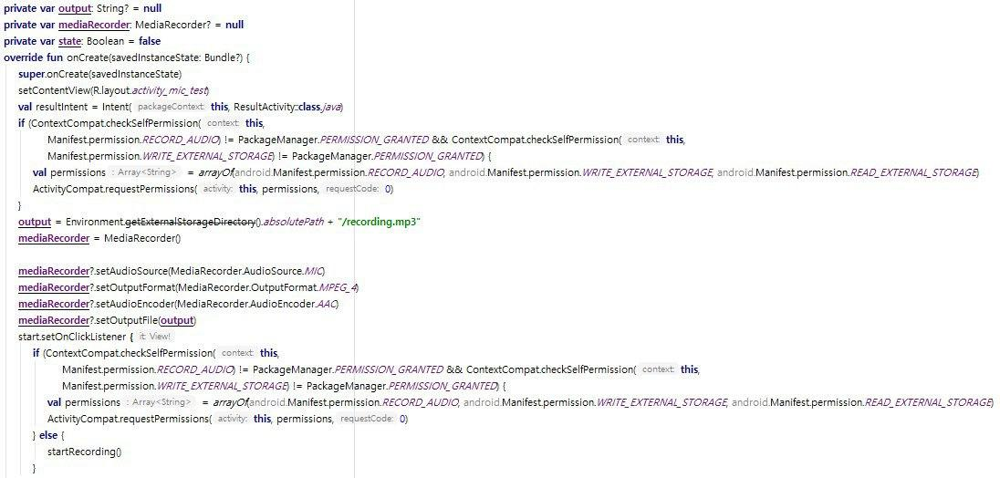 private var output: String? = null
private var mediaRecorder: MediaRecorder? = null
private var state: Boolean = false
override fun onCreate(savedInstanceState: Bundle?) {
super.onCreate(savedInstanceState)
setContentView(R.layout.activity_mic_test)
val resultIntent = Intent( packageContext: this, ResultActivity::class.java)
if (ContextCompat.checkSelfPermission( context: this,
Manifest.permission.RECORD_AUDIO) != PackageManager.PERMISSION_GRANTED && ContextCompat.checkSelfPermission( context: this,
Manifest.permission.WRITE_EXTERNAL_STORAGE) != PackageManager.PERMISSION_GRANTED) {
val permissions : Array<String> = arrayOf(android.Manifest.permission.RECORD_AUDIO, android.Manifest.permission.WRITE_EXTERNAL_STORAGE, android.Manifest.permission.READ_EXTERNAL_STORAGE)
ActivityCompat.requestPermissions( activity: this, permissions, requestCode: 0)
}
output = Environment.getExternalStorageDirectory().absolutePath + "/recording.mp3"
mediaRecorder = MediaRecorder()
mediaRecorder?.setAudioSource(MediaRecorder.AudioSource.MIC)
mediaRecorder?.setOutputFormat(MediaRecorder.OutputFormat.MPEG_4)
mediaRecorder?.setAudioEncoder(MediaRecorder.AudioEncoder.AAC)
mediaRecorder?.setOutputFile(output)
start.setOnClickListener { it: View!
if (ContextCompat.checkSelfPermission( context: this,
Manifest.permission.RECORD_AUDIO) != PackageManager.PERMISSION_GRANTED && ContextCompat.checkSelfPermission( context: this,
Manifest.permission.WRITE_EXTERNAL_STORAGE) != PackageManager.PERMISSION_GRANTED) {
val permissions : Array<String> = arrayOf(android.Manifest.permission.RECORD_AUDIO, android.Manifest.permission.WRITE_EXTERNAL_STORAGE, android.Manifest.permission.READ_EXTERNAL_STORAGE)
ActivityCompat.requestPermissions( activity: this, permissions, requestCode: 0)
} else {
startRecording()
}